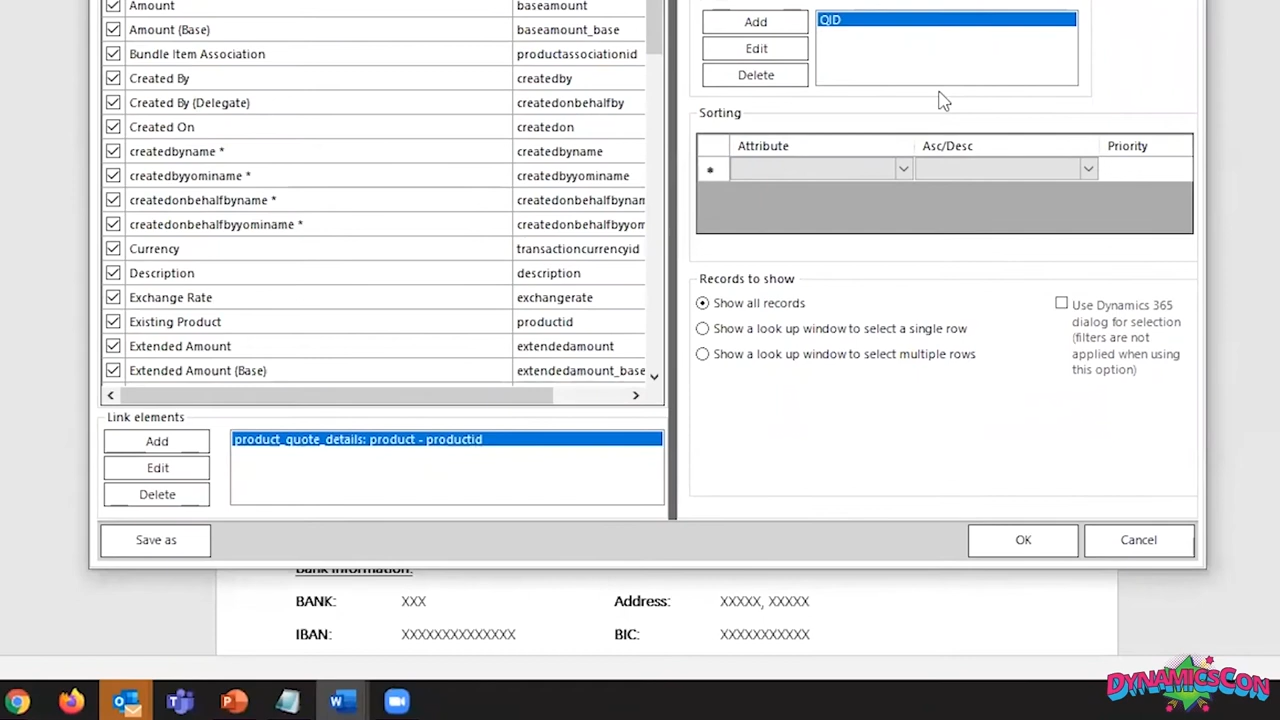 Amount baseamount
Amount (Base) baseamount_base
Bundle Item Association productassociationid
Created By createdby
Created By (Delegate) createdonbehalfby
Created On createdon
createdbyname * createdbyname
createdbyyominame * createdbyyominame
createdonbehalfbyname * createdonbehalfbynam
createdonbehalfbyyominame * createdonbehalfbyyom
Currency transactioncurrencyid
Description description
Exchange Rate exchangerate
Existing Product productid
Extended Amount extendedamount
Extended Amount (Base) extendedamount_base
Link elements
Add
Edit
Delete
product_quote_details: product - productid
Add
Edit
Delete
QID
Sorting
Attribute Asc/Desc Priority
Records to show
Show all records
Show a look up window to select a single row
Show a look up window to select multiple rows
Use Dynamics 365
dialog for selection
(filters are not
applied when using
this option)
Save as OK Cancel
Bank Information:
BANK: XXX Address: XXXXX, XXXXX
IBAN: XXXXXXXXXXXXXX BIC: XXXXXXXXXXX
DYNAMICSCON